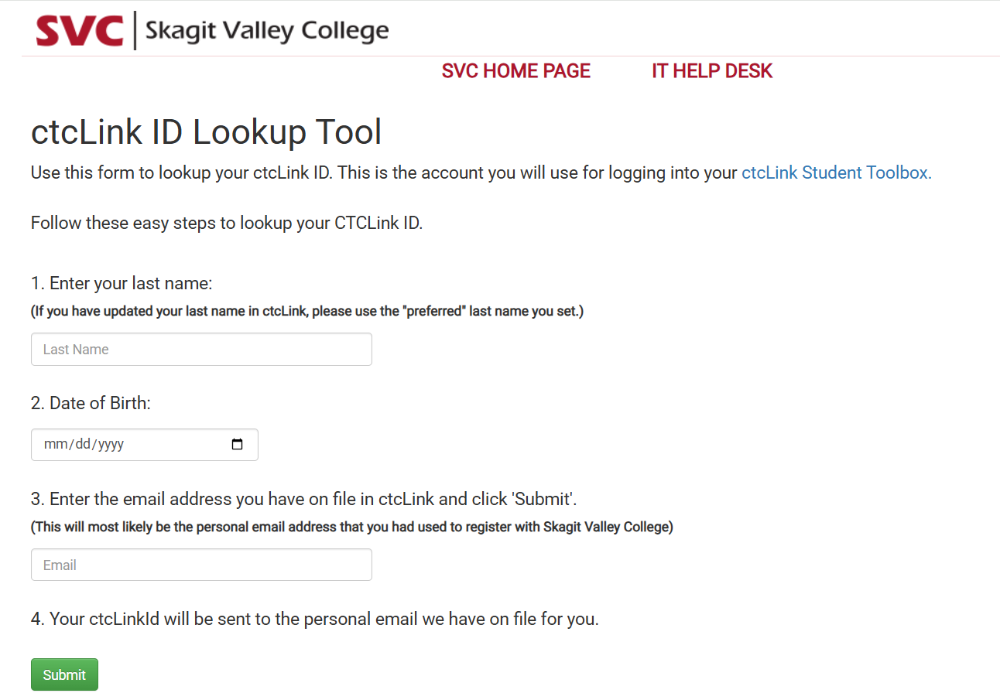 SVC | Skagit Valley College
SVC HOME PAGE IT HELP DESK
ctcLink ID Lookup Tool
Use this form to lookup your ctcLink ID. This is the account you will use for logging into your ctcLink Student Toolbox.
Follow these easy steps to lookup your CTCLink ID.
1. Enter your last name:
(If you have updated your last name in ctcLink, please use the "preferred" last name you set.)
Last Name
2. Date of Birth:
mm/dd/yyyy
3. Enter the email address you have on file in ctcLink and click 'Submit'.
(This will most likely be the personal email address that you had used to register with Skagit Valley College)
Email
4. Your ctcLinkId will be sent to the personal email we have on file for you.
Submit